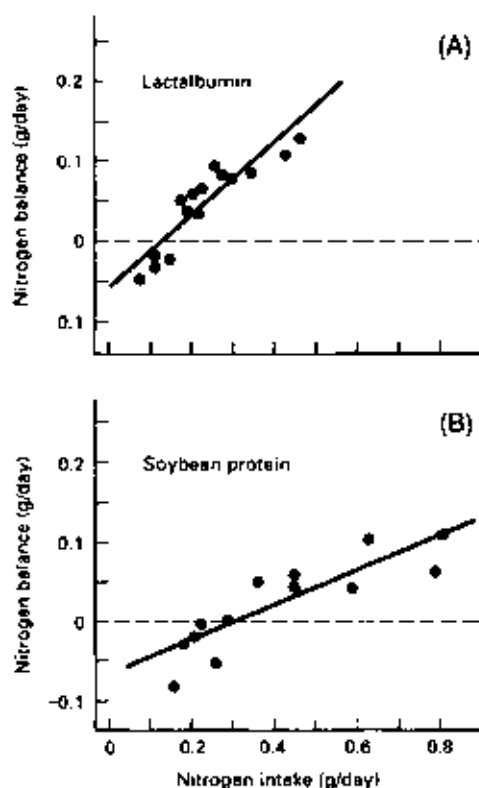 (A)
Lactalbumin
Nitrogen balance (g/day)
0.2
0.1
0
0.1
(B)
Soybean protein
Nitrogen balance (g/day)
0.2
0.1
0
-0.1
0 0.2 0.4 0.6 0.8
Nitrogen intake (g/day)